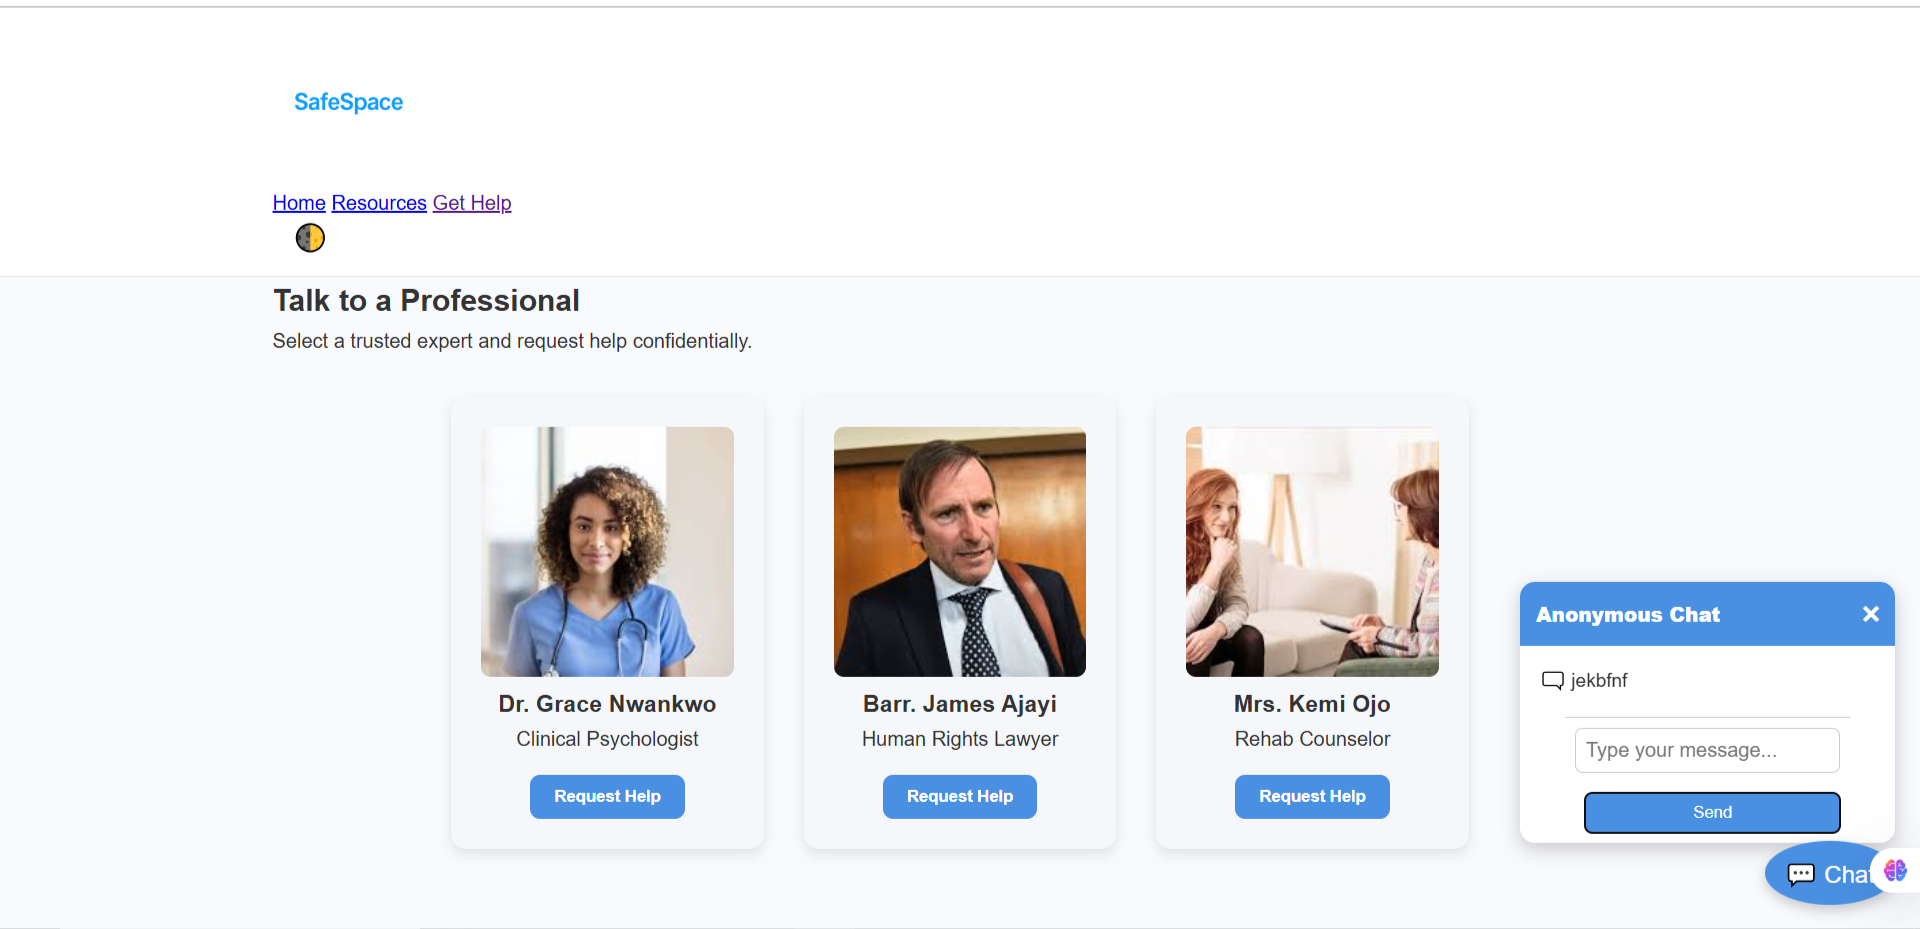 SafeSpace
Home Resources Get Help
Talk to a Professional
Select a trusted expert and request help confidentially.
Dr. Grace Nwankwo
Clinical Psychologist
Request Help
Barr. James Ajayi
Human Rights Lawyer
Request Help
Mrs. Kemi Ojo
Rehab Counselor
Request Help
Anonymous Chat
jekbfnf
Type your message...
Send
Chat